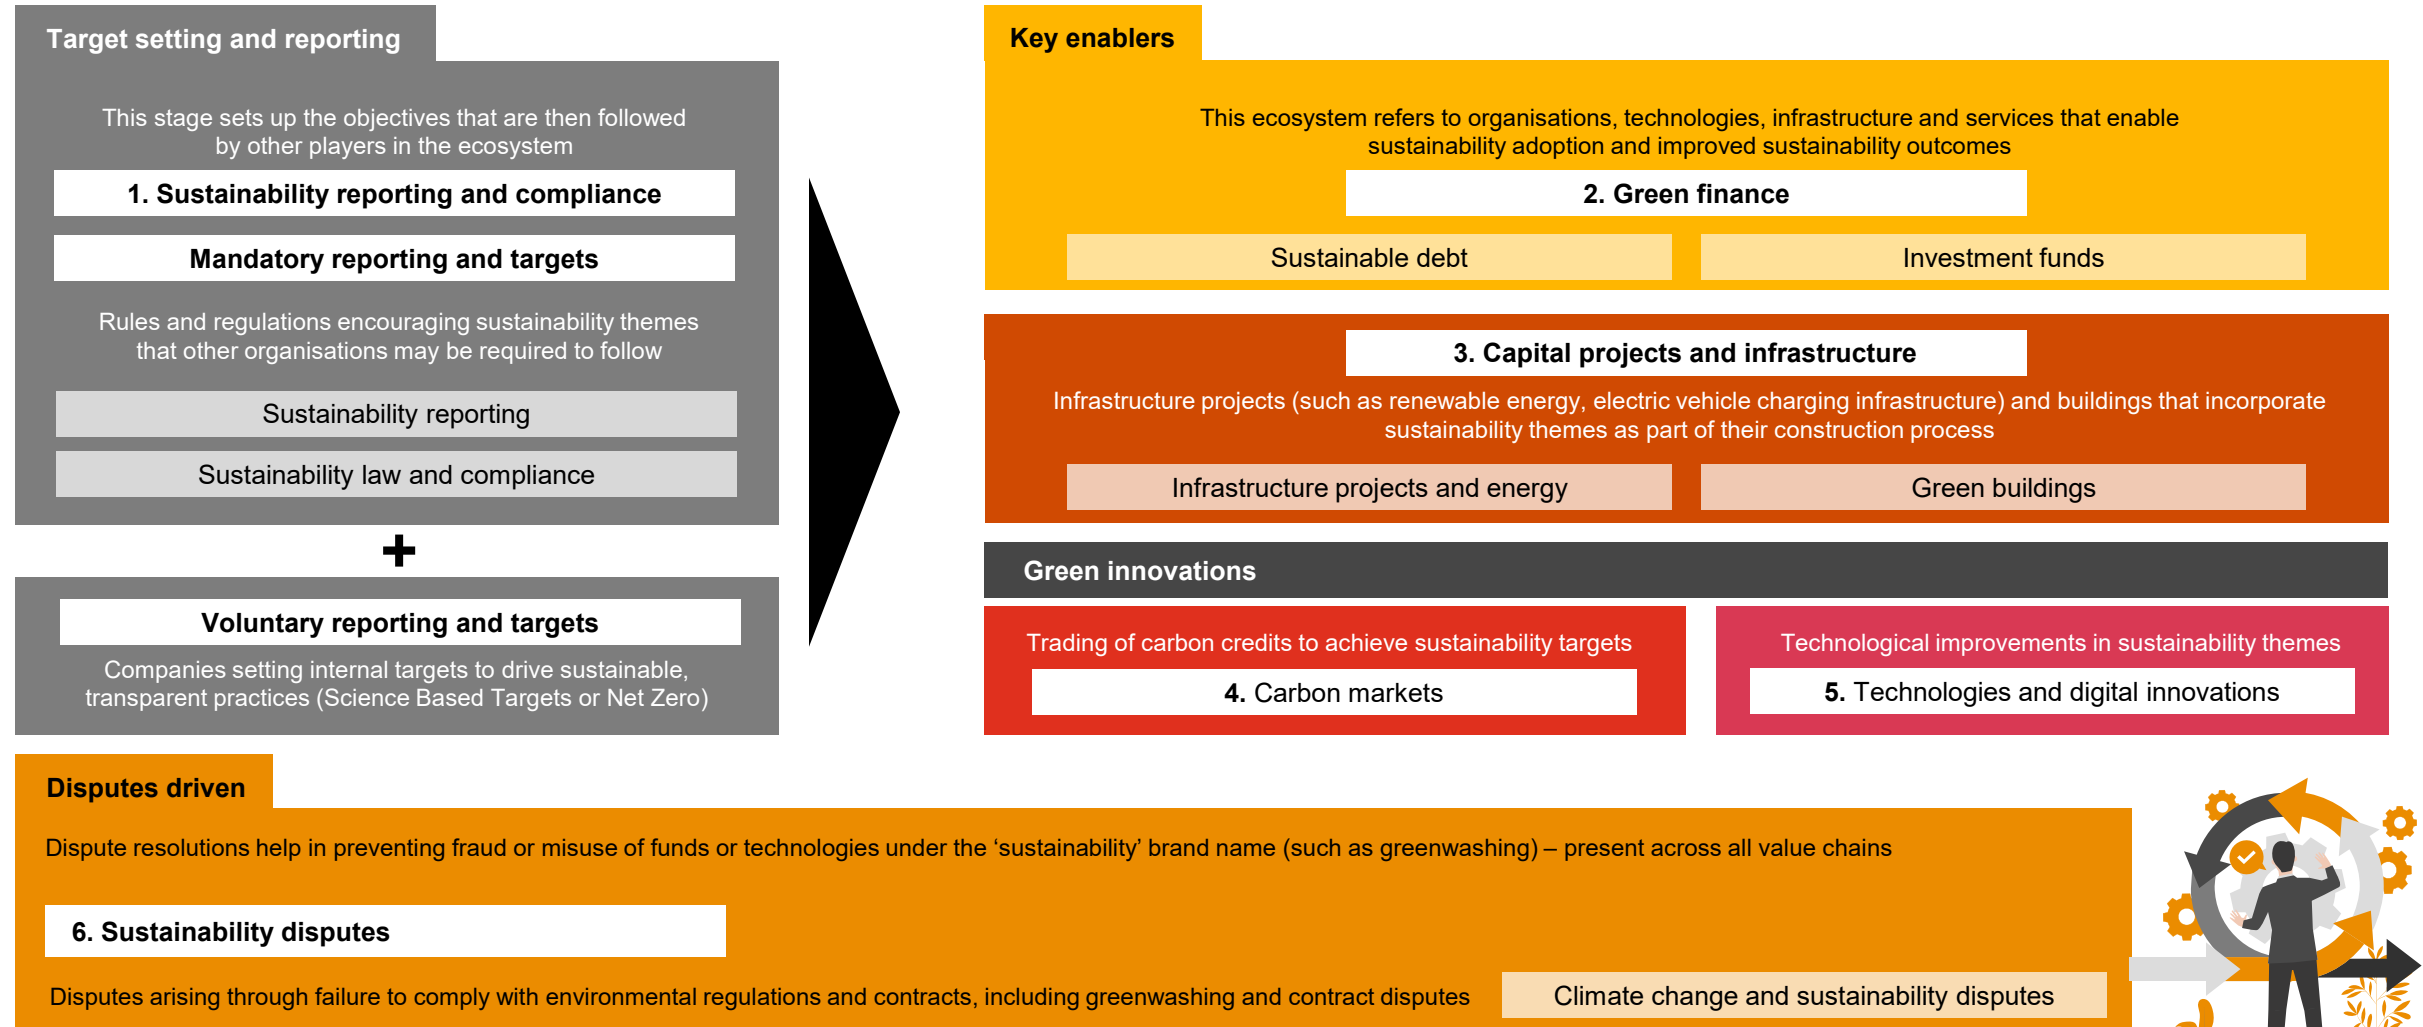 Target setting and reporting
This stage sets up the objectives that are then followed
by other players in the ecosystem
1. Sustainability reporting and compliance
Mandatory reporting and targets
Rules and regulations encouraging sustainability themes
that other organisations may be required to follow
Sustainability reporting
Sustainability law and compliance
+
Voluntary reporting and targets
Companies setting internal targets to drive sustainable,
transparent practices (Science Based Targets or Net Zero)
Key enablers
This ecosystem refers to organisations, technologies, infrastructure and services that enable
sustainability adoption and improved sustainability outcomes
2. Green finance
Sustainable debt
Investment funds
3. Capital projects and infrastructure
Infrastructure projects (such as renewable energy, electric vehicle charging infrastructure) and buildings that incorporate
sustainability themes as part of their construction process
Infrastructure projects and energy
Green buildings
Green innovations
Trading of carbon credits to achieve sustainability targets
4. Carbon markets
Technological improvements in sustainability themes
5. Technologies and digital innovations
Disputes driven
Dispute resolutions help in preventing fraud or misuse of funds or technologies under the ‘sustainability’ brand name (such as greenwashing) – present across all value chains
6. Sustainability disputes
Disputes arising through failure to comply with environmental regulations and contracts, including greenwashing and contract disputes
Climate change and sustainability disputes